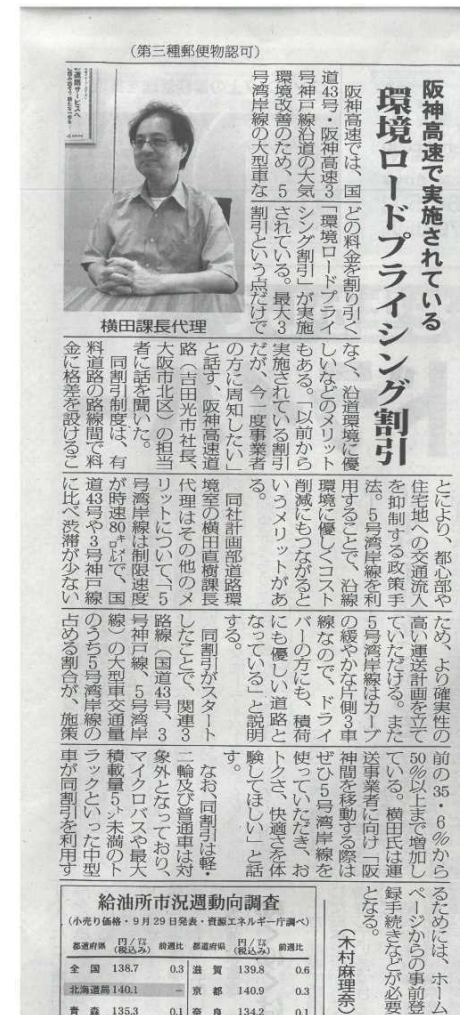 (第三種郵便物認可)
阪神高速で実施されている
環境ロードプライシング割引
阪神高速では、国
道43号・阪神高速3
号神戸線沿道の大気
環境改善のため、5
号湾岸線の大型車な
どの料金を割り引く
「環境ロードプライ
シング割引」が実施
されている。最大3
割引という点だけで
横田課長代理
なく、沿道環境に優
しいなどのメリット
もある。「以前から
実施されている割引
だが、今一度事業者
の方に周知したい」
と話す、阪神高速道
路(吉田光市社長、
大阪市北区)の担当
者に話を聞いた。
同割引制度は、有
料道路の路線間で料
金に格差を設けるこ
とにより、都心部や
住宅地への交通流入
を抑制する政策手
法。5号湾岸線を利
用することで、沿線
環境に優しくコスト
削減にもつながると
いうメリットがあ
る。
同社計画部道路環
境室の横田直樹課長
代理はその他のメ
リットについて、「5
号湾岸線は制限速度
が時速80㌔㍍で、国
道43号や3号神戸線
に比べ渋滞が少ない
ため、より確実性の
高い運送計画を立て
ていただける。また
5号湾岸線はカーブ
の緩やかな片側3車
線なので、ドライ
バーの方にも、積荷
にも優しい道路と
なっている」と説明
する。
同割引がスタート
したことで、関連3
路線(国道43号、3
号神戸線、5号湾岸
線)の大型車交通量
のうち5号湾岸線の
占める割合が、施策
前の35・6%から
50%以上まで増加し
ている。横田氏は運
送事業者に向け「阪
神間を移動する際は
ぜひ5号湾岸線を
使っていただき、お
トクさ、快適さを体
験してほしい」と話
す。
なお、同割引は軽・
二輪及び普通車は対
象外となっており、
マイクロバスや最大
積載量5㌧未満のト
ラックといった中型
車が同割引を利用す
るためには、ホーム
ページからの事前登
録手続きなどが必要
となる。
(木村麻理奈)
給油所市況週動向調査
(小売り価格・9月29日発表・資源エネルギー庁調べ)
都道府県 円/㍑(税込み) 前週比 都道府県 円/㍑(税込み) 前週比
全国 138.7 0.3 滋賀 139.8 0.6
北海道局 140.1 − 京都 140.9 0.3
青森 135.3 0.1 奈良 134.2 0.1